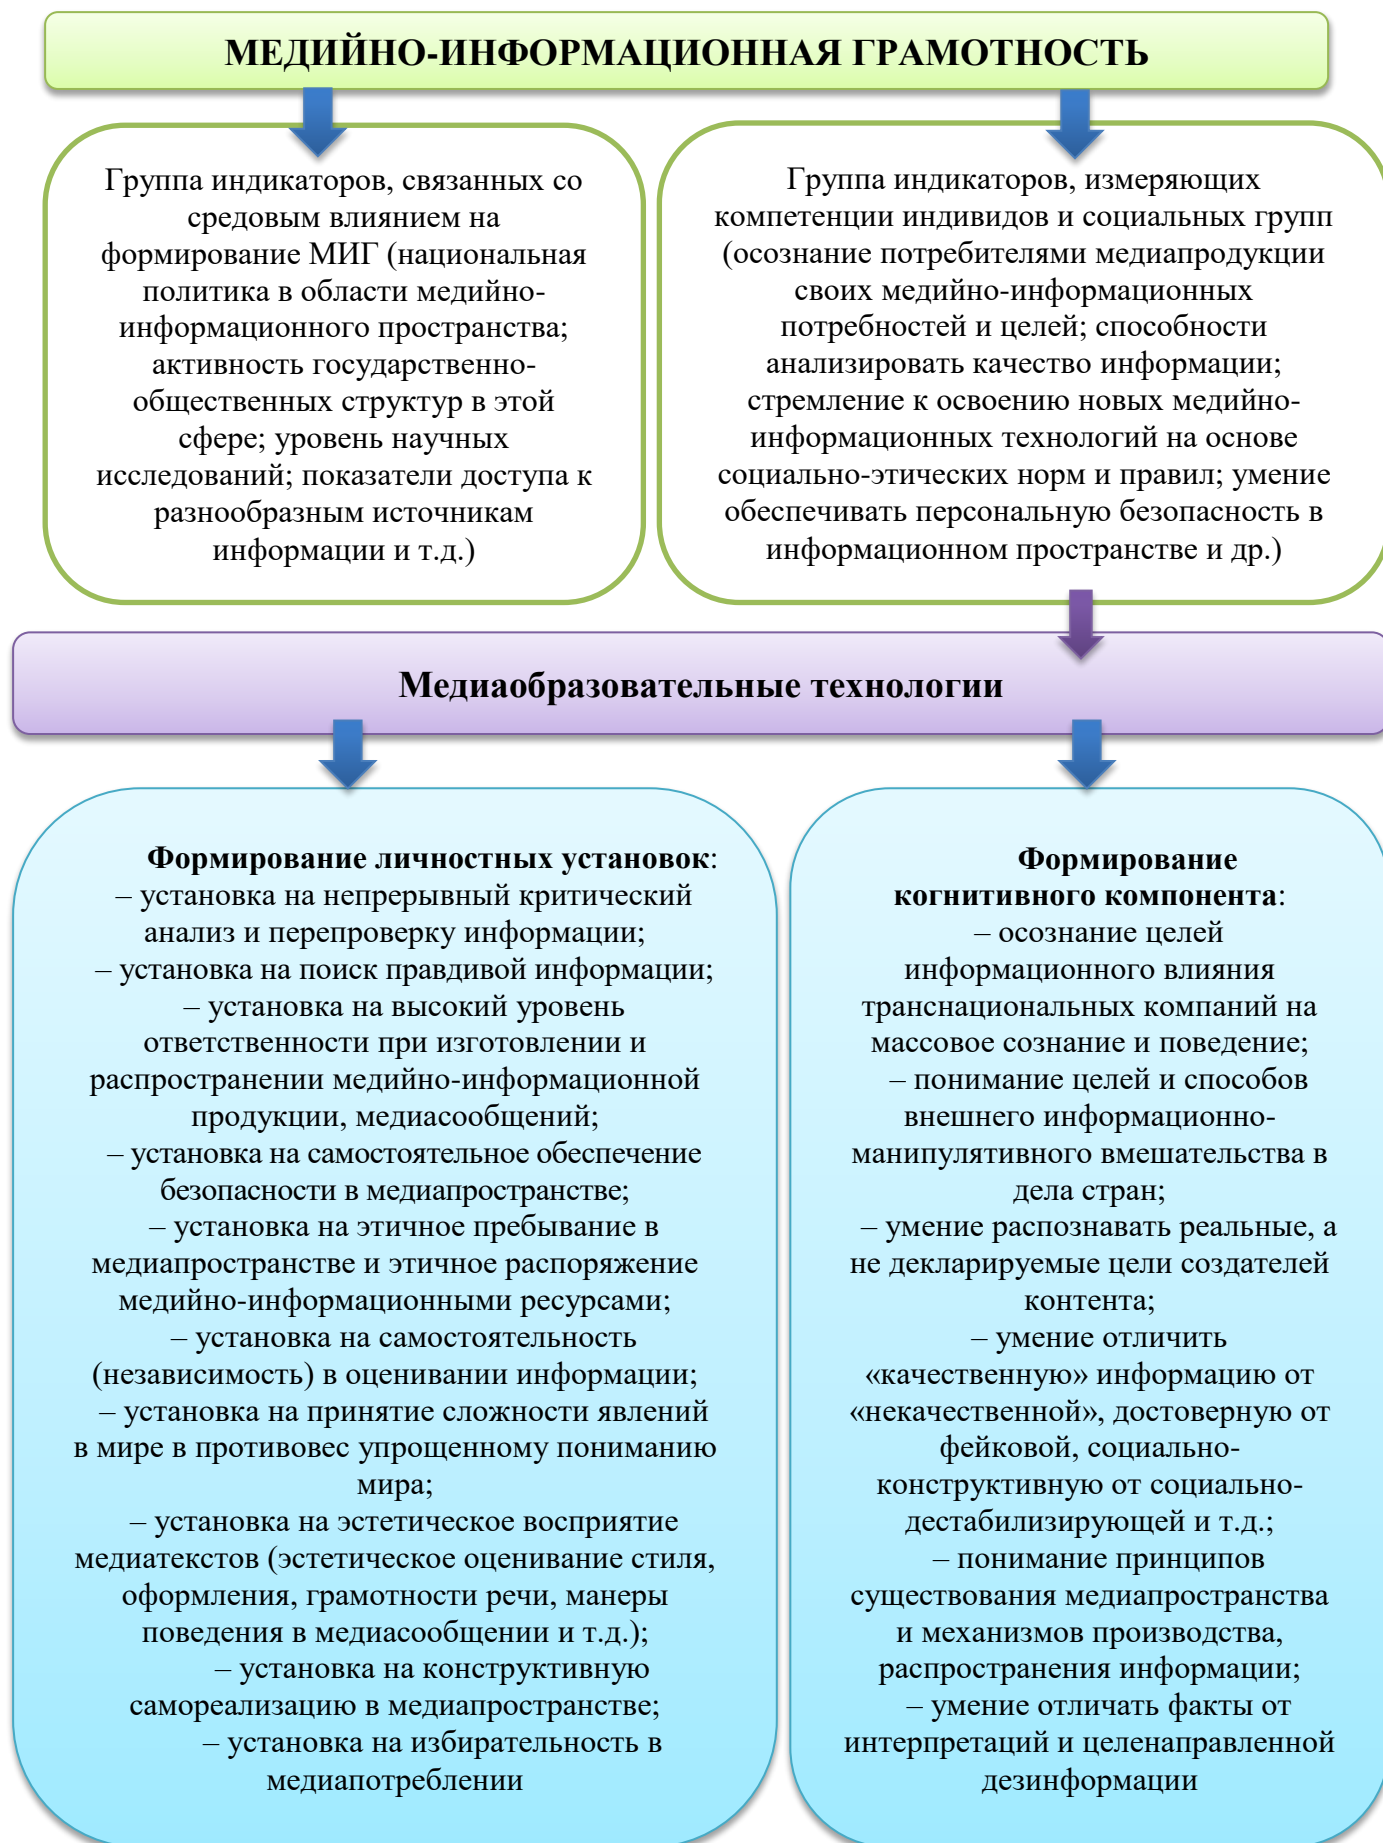 МЕДИЙНО-ИНФОРМАЦИОННАЯ ГРАМОТНОСТЬ
Группа индикаторов, связанных со
средовым влиянием на
формирование МИГ (национальная
политика в области медийно-
информационного пространства;
активность государственно-
общественных структур в этой
сфере; уровень научных
исследований; показатели доступа к
разнообразным источникам
информации и т.д.)
Группа индикаторов, измеряющих
компетенции индивидов и социальных групп
(осознание потребителями медиапродукции
своих медийно-информационных
потребностей и целей; способности
анализировать качество информации;
стремление к освоению новых медийно-
информационных технологий на основе
социально-этических норм и правил; умение
обеспечивать персональную безопасность в
информационном пространстве и др.)
Медиаобразовательные технологии
Формирование личностных установок:
– установка на непрерывный критический
анализ и перепроверку информации;
– установка на поиск правдивой информации;
– установка на высокий уровень
ответственности при изготовлении и
распространении медийно-информационной
продукции, медиасообщений;
– установка на самостоятельное обеспечение
безопасности в медиапространстве;
– установка на этичное пребывание в
медиапространстве и этичное распоряжение
медийно-информационными ресурсами;
– установка на самостоятельность
(независимость) в оценивании информации;
– установка на принятие сложности явлений
в мире в противовес упрощенному пониманию
мира;
– установка на эстетическое восприятие
медиатекстов (эстетическое оценивание стиля,
оформления, грамотности речи, манеры
поведения в медиасообщении и т.д.);
– установка на конструктивную
самореализацию в медиапространстве;
– установка на избирательность в
медиапотреблении
Формирование
когнитивного компонента:
– осознание целей
информационного влияния
транснациональных компаний на
массовое сознание и поведение;
– понимание целей и способов
внешнего информационно-
манипулятивного вмешательства в
дела стран;
– умение распознавать реальные, а
не декларируемые цели создателей
контента;
– умение отличить
«качественную» информацию от
«некачественной», достоверную от
фейковой, социально-
конструктивную от социально-
дестабилизирующей и т.д.;
– понимание принципов
существования медиапространства
и механизмов производства,
распространения информации;
– умение отличать факты от
интерпретаций и целенаправленной
дезинформации